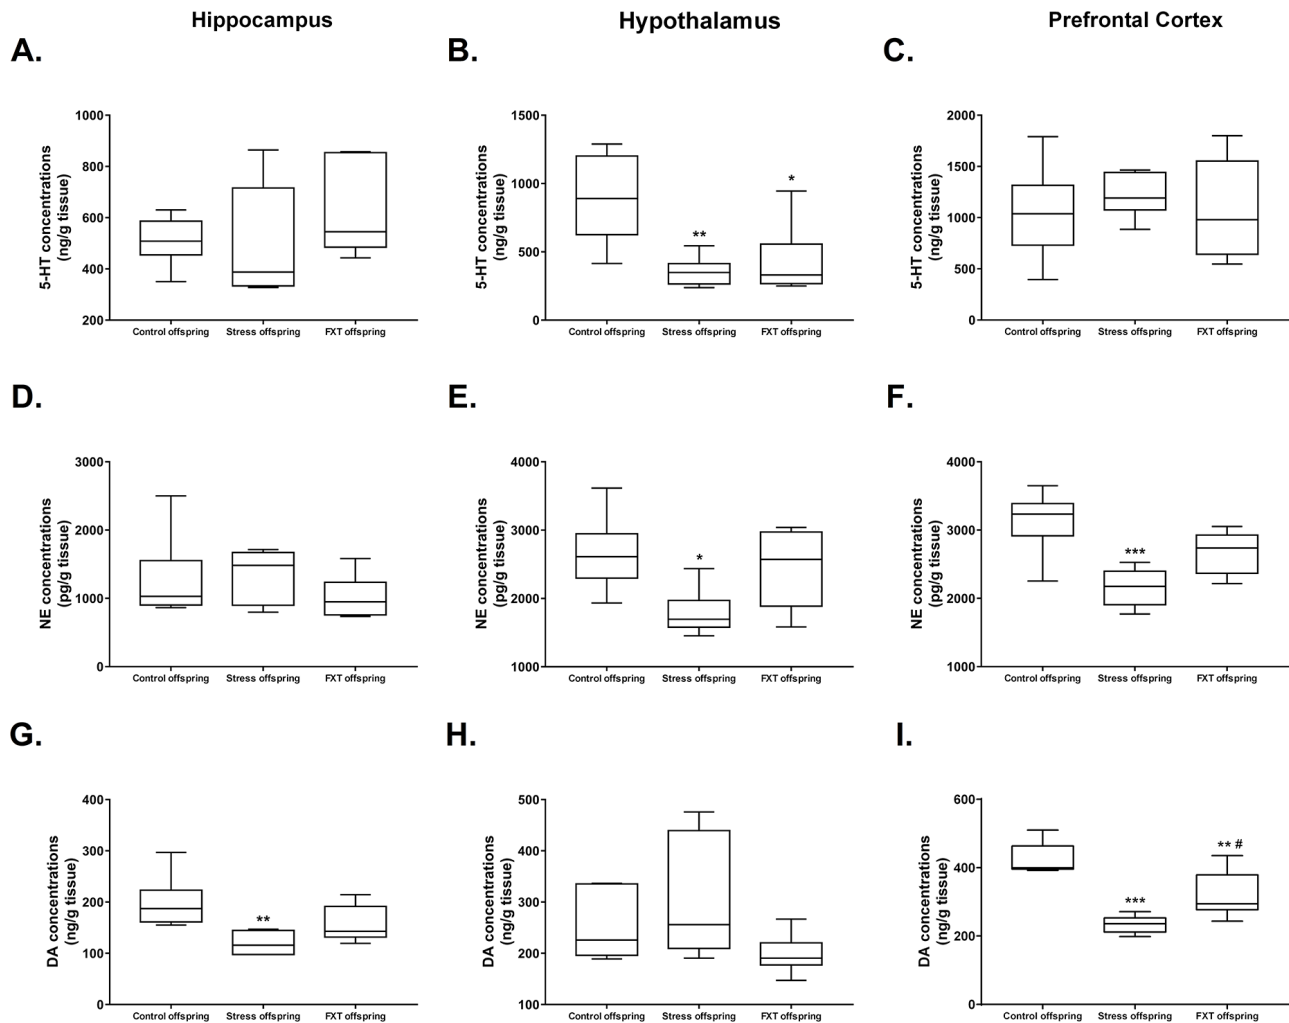 Hippocampus Hypothalamus Prefrontal Cortex
A. B. C.
5-HT concentrations
(ng/g tissue)
1000
800
600
400
200
Control offspring Stress offspring FXT offspring
5-HT concentrations
(ng/g tissue)
1500
1000
500
0
**
*
Control offspring Stress offspring FXT offspring
5-HT concentrations
(ng/g tissue)
2000
1500
1000
500
0
Control offspring Stress offspring FXT offspring
D. E. F.
NE concentrations
(pg/g tissue)
3000
2000
1000
0
Control offspring Stress offspring FXT offspring
NE concentrations
(pg/g tissue)
4000
3000
2000
1000
*
Control offspring Stress offspring FXT offspring
NE concentrations
(pg/g tissue)
4000
3000
2000
1000
***
Control offspring Stress offspring FXT offspring
G. H. I.
DA concentrations
(ng/g tissue)
400
300
200
100
0
**
Control offspring Stress offspring FXT offspring
DA concentrations
(ng/g tissue)
500
400
300
200
100
Control offspring Stress offspring FXT offspring
DA concentrations
(ng/g tissue)
600
400
200
0
***
** #
Control offspring Stress offspring FXT offspring